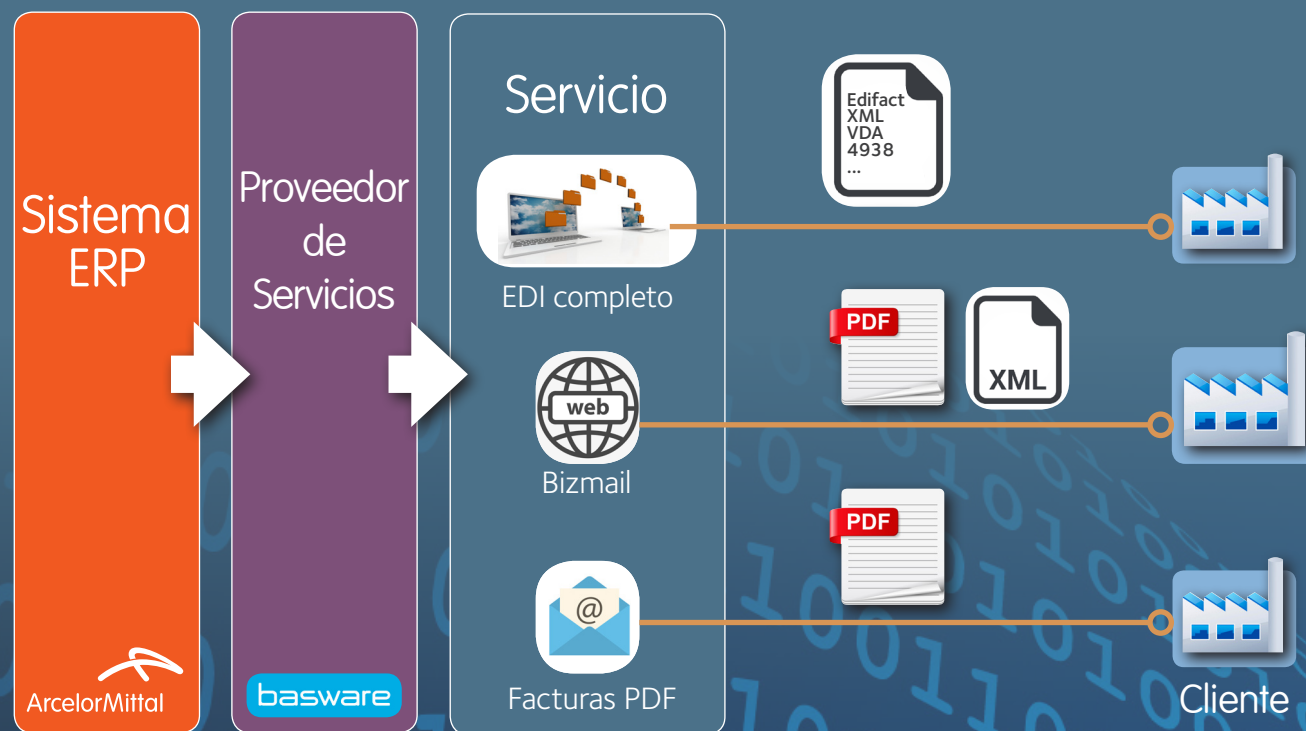 Sistema
ERP
ArcelorMittal
Proveedor
de
Servicios
basware
Servicio
EDI completo
web
Bizmail
@
Facturas PDF
Edifact
XML
VDA
4938
...
PDF
XML
PDF
Cliente